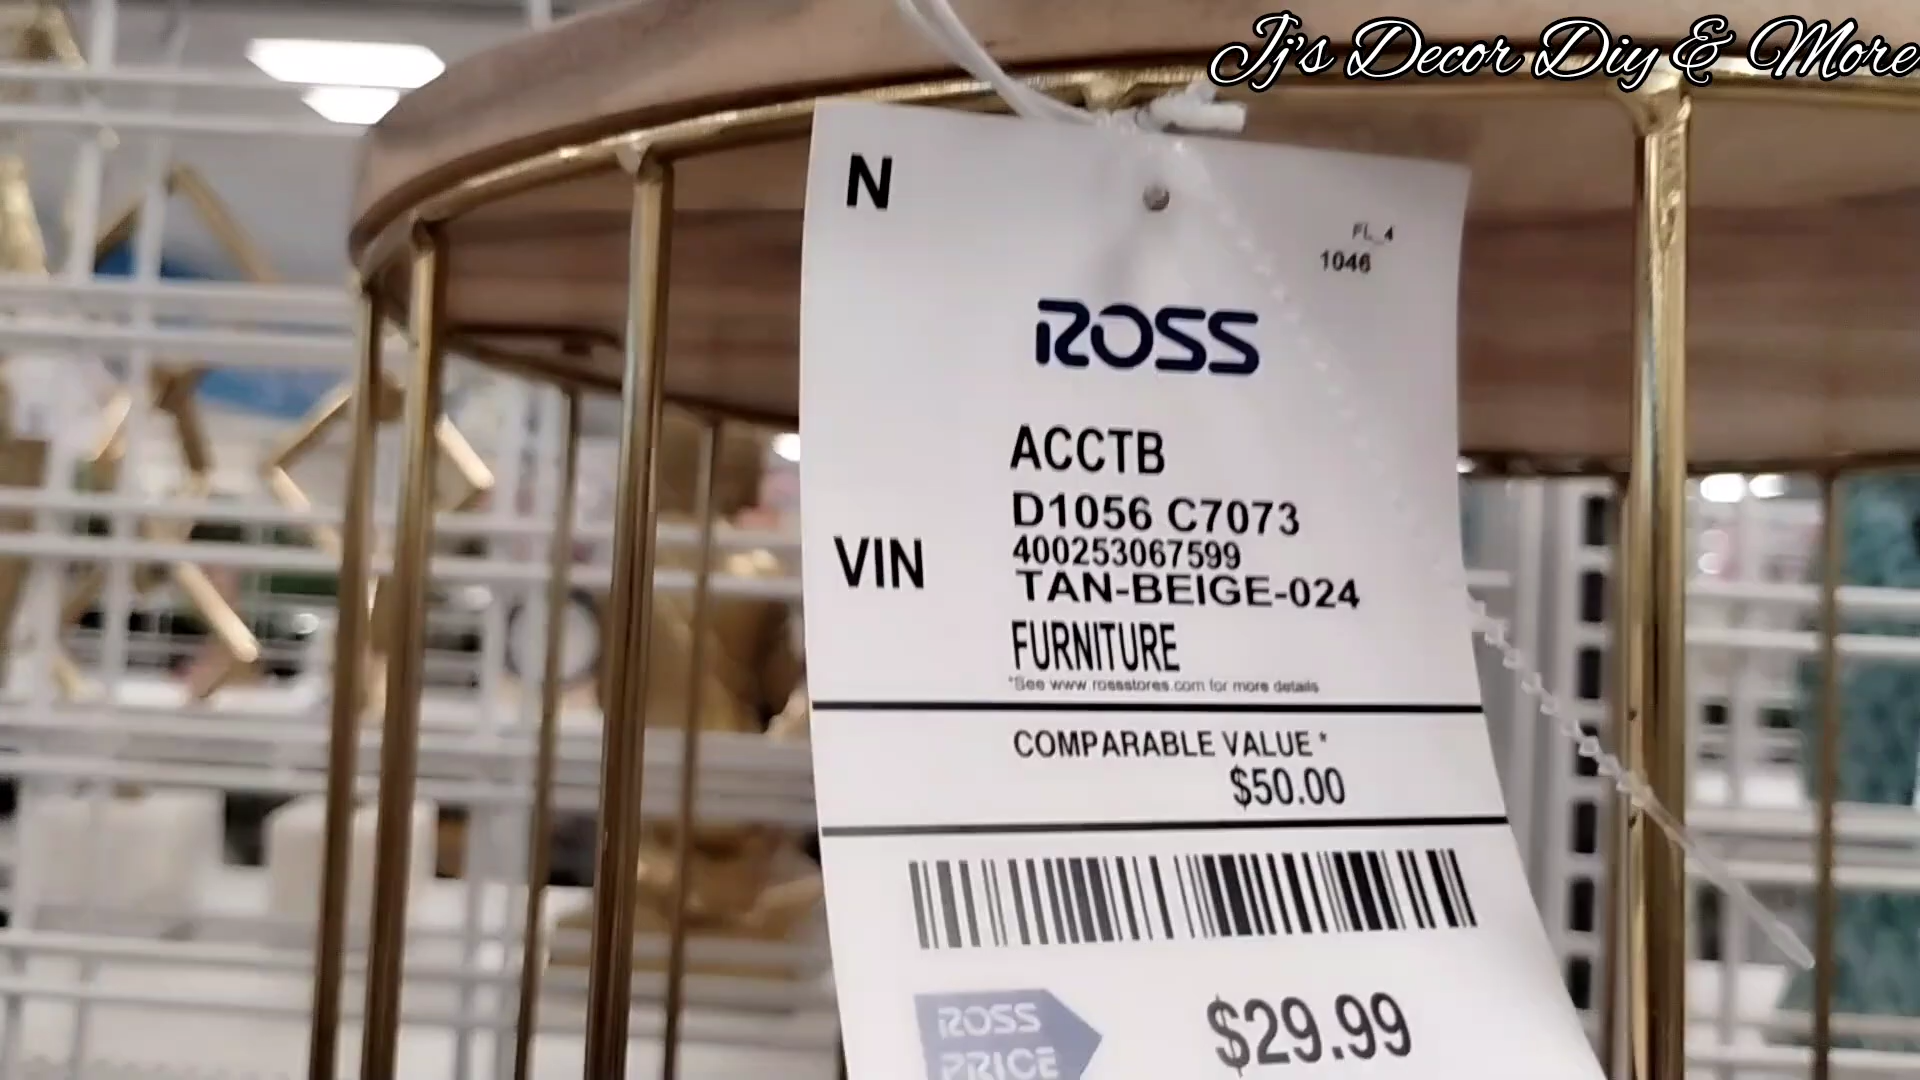 Jj's Decor Diy & More
N
FL_4
1046
ROSS
ACCTB
D1056 C7073
400253067599
VIN
TAN-BEIGE-024
FURNITURE
*See www.rossstores.com for more details
COMPARABLE VALUE *
$50.00
ROSS
PRICE
$29.99